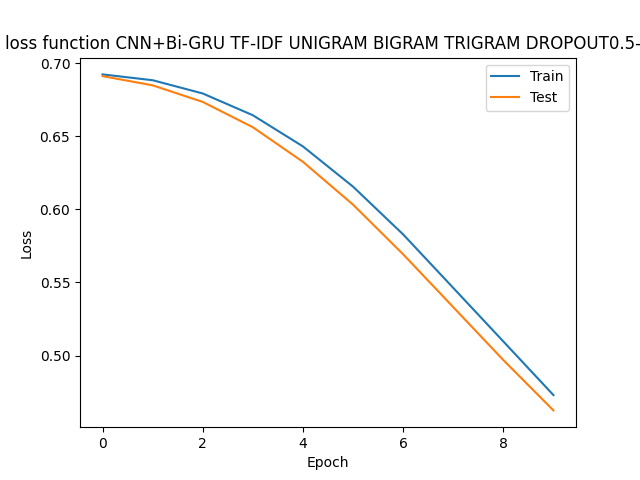 loss function CNN+Bi-GRU TF-IDF UNIGRAM BIGRAM TRIGRAM DROPOUT0.5-
Train
Test
0.70
0.65
0.60
0.55
0.50
Loss
0 2 4 6 8
Epoch